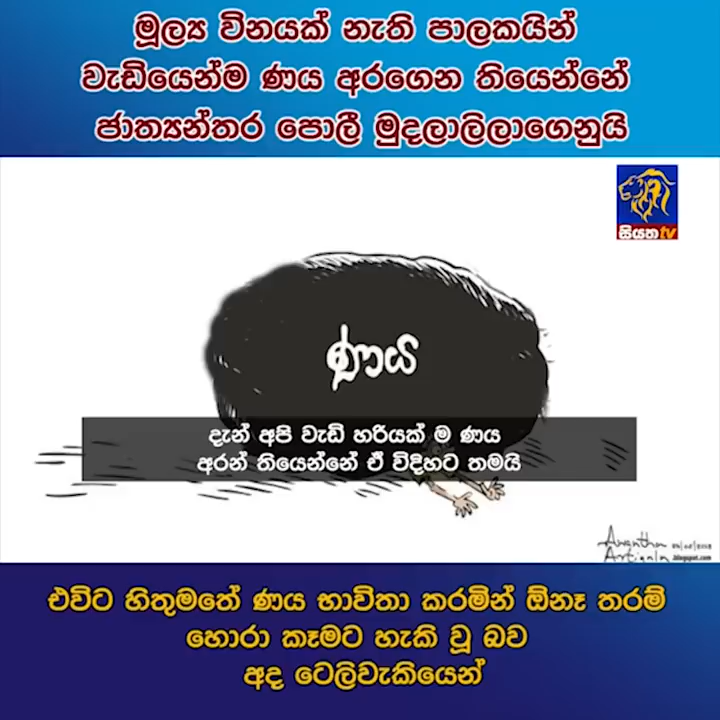 මූල්‍ය විනයක් නැති පාලකයින්
වැඩියෙන්ම ණය අරගෙන තියෙන්නේ
ජාත්‍යන්තර පොලී මුදලාලිලාගෙනුයි
සියත tv
ණය
දැන් අපි වැඩි හරියක් ම ණය
අරන් තියෙන්නේ ඒ විදිහට තමයි
එවිට හිතුමතේ ණය භාවිතා කරමින් ඕනෑ තරම්
හොරා කෑමට හැකි වූ බව
අද ටෙලිවැකියෙන්